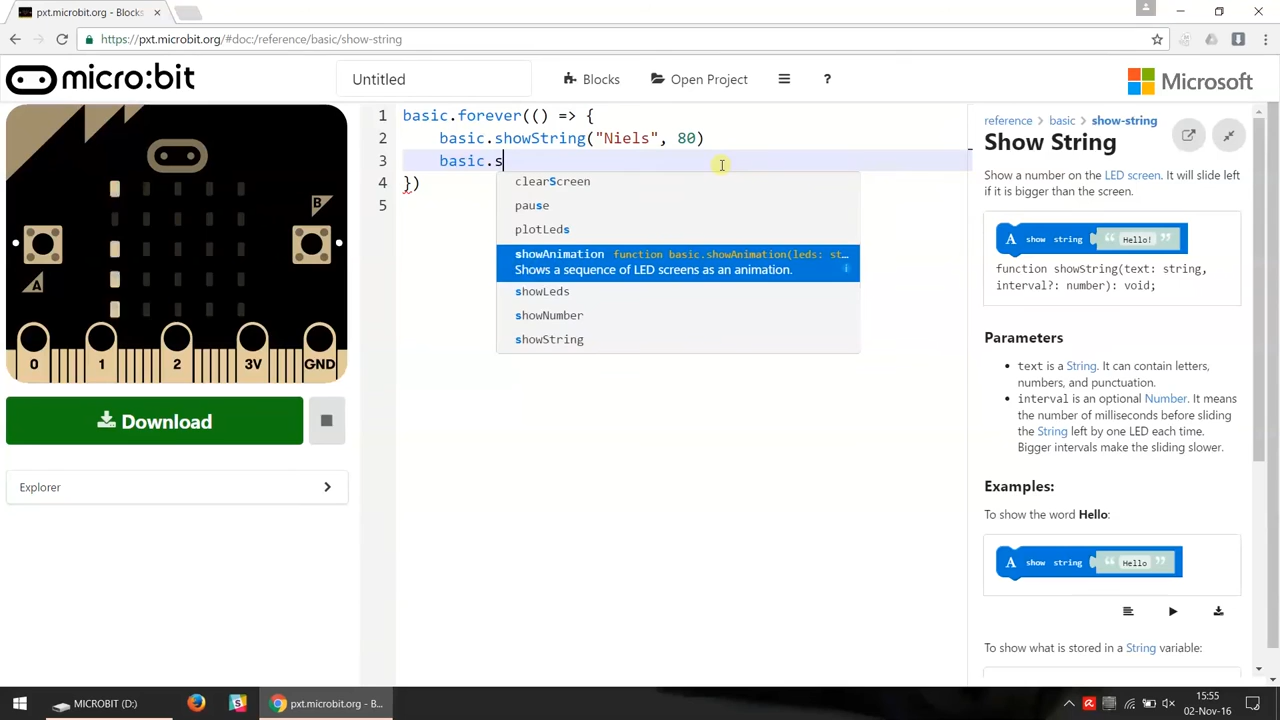 pxt.microbit.org - Blocks
https://pxt.microbit.org/#doc:/reference/basic/show-string
micro:bit
Untitled
Blocks
Open Project
?
Microsoft
1 basic.forever(() => {
2 basic.showString("Niels", 80)
3 basic.s
4 })
5
clearScreen
pause
plotLeds
showAnimation function basic.showAnimation(leds: st...
Shows a sequence of LED screens as an animation.
showLeds
showNumber
showString
B
A
0 1 2 3V GND
Download
Explorer
reference basic show-string
Show String
Show a number on the LED screen. It will slide left
if it is bigger than the screen.
A show string “ Hello! ”
function showString(text: string,
interval?: number): void;
Parameters
• text is a String. It can contain letters,
numbers, and punctuation.
• interval is an optional Number. It means
the number of milliseconds before sliding
the String left by one LED each time.
Bigger intervals make the sliding slower.
Examples:
To show the word Hello:
A show string “ Hello ”
To show what is stored in a String variable:
MICROBIT (D:)
pxt.microbit.org - B...
15:55
02-Nov-16